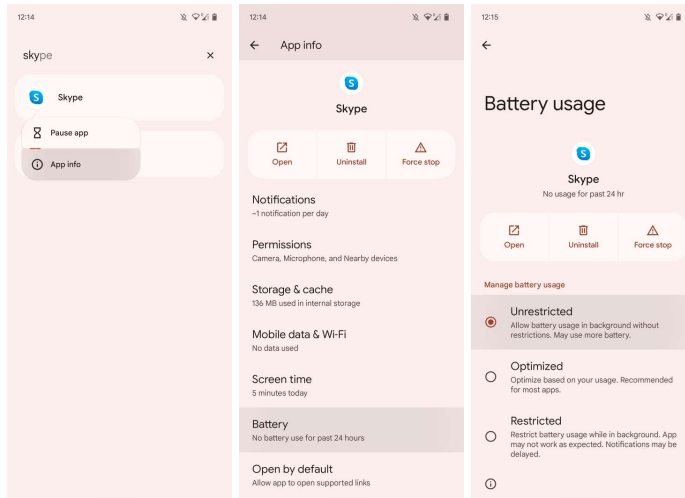 12:14
skype
Skype
Pause app
App info
12:14
App info
Skype
Open
Uninstall
Force stop
Notifications
~1 notification per day
Permissions
Camera, Microphone, and Nearby devices
Storage & cache
136 MB used in internal storage
Mobile data & Wi-Fi
No data used
Screen time
5 minutes today
Battery
No battery use for past 24 hours
Open by default
Allow app to open supported links
12:15
Battery usage
Skype
No usage for past 24 hr
Open
Uninstall
Force stop
Manage battery usage
Unrestricted
Allow battery usage in background without
restrictions. May use more battery.
Optimized
Optimize based on your usage. Recommended
for most apps.
Restricted
Restrict battery usage while in background. App
may not work as expected. Notifications may be
delayed.